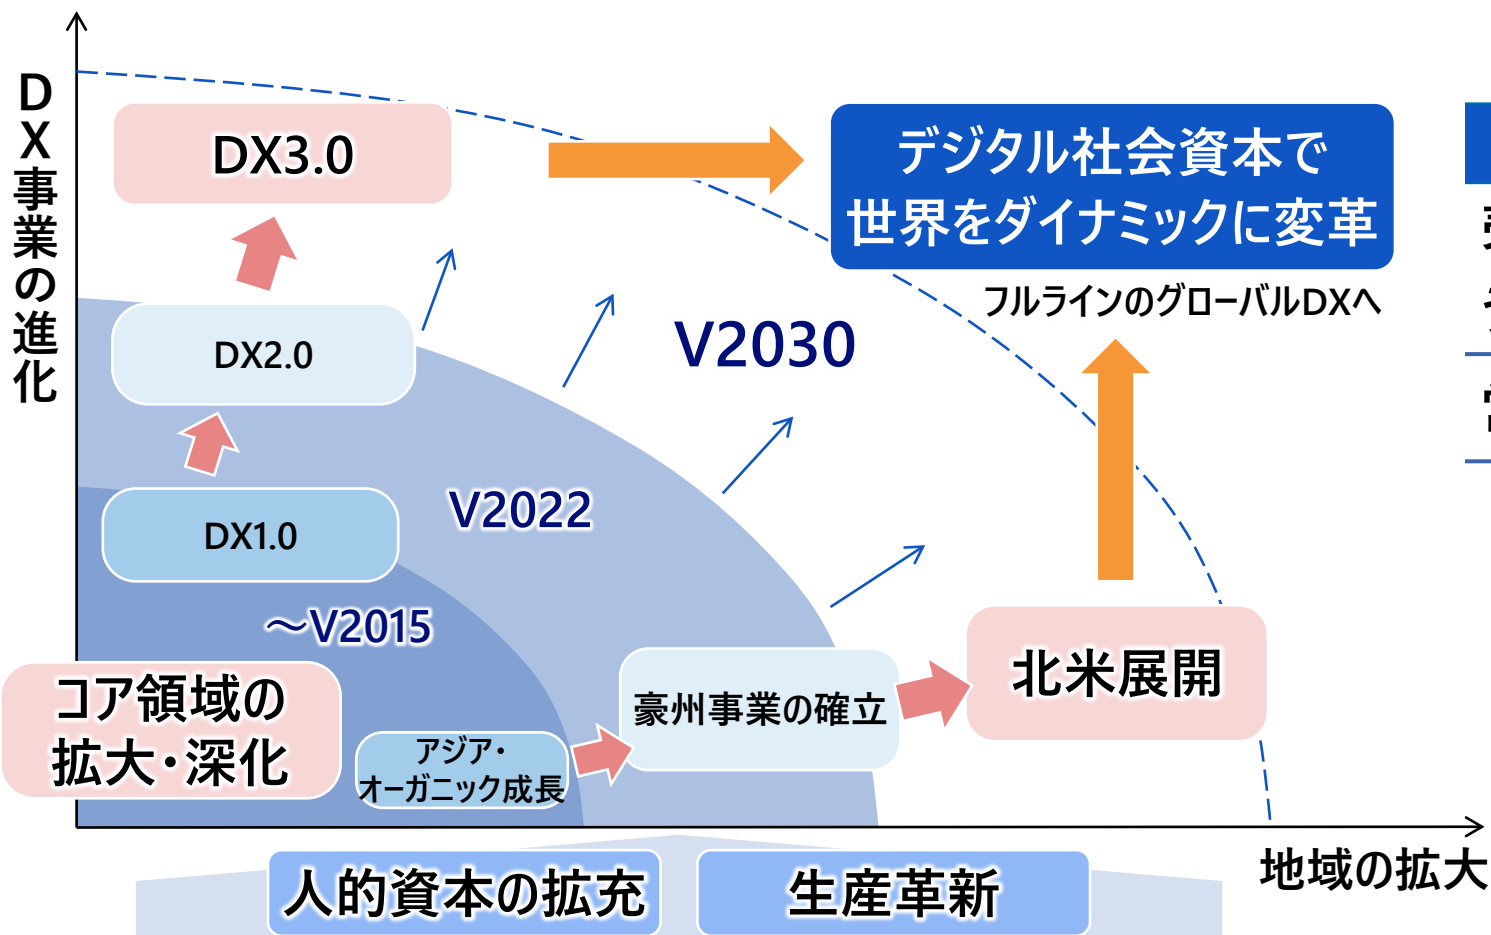 DX事業の進化
DX3.0
デジタル社会資本で
世界をダイナミックに変革
フルラインのグローバルDXへ
V2030
DX2.0
V2022
DX1.0
～V2015
コア領域の
拡大・深化
アジア・
オーガニック成長
豪州事業の確立
北米展開
地域の拡大
人的資本の拡充
生産革新